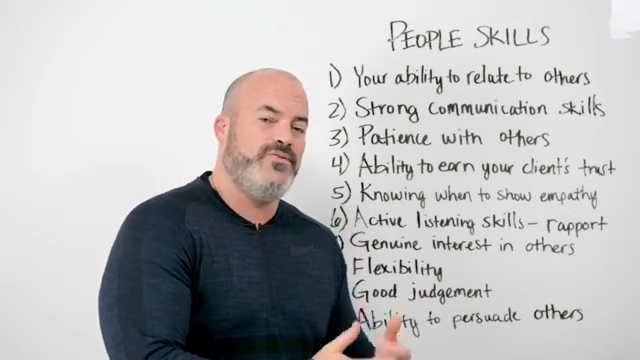 PEOPLE SKILLS
1) Your ability to relate to others
2) Strong communication skills
3) Patience with others
4) Ability to earn your client's trust
5) Knowing when to show empathy
6) Active listening skills – rapport
) Genuine interest in others
Flexibility
Good judgement
Ability to persuade others